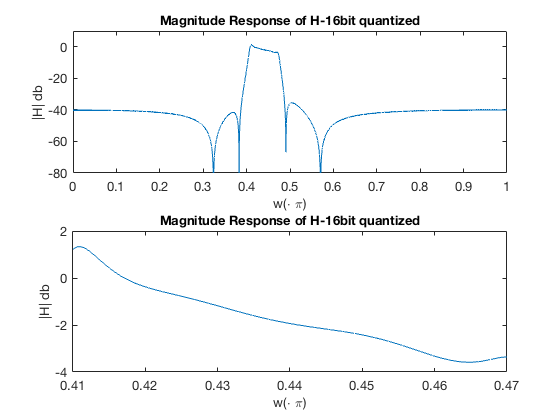 Magnitude Response of H-16bit quantized
0
-20
-40
-60
-80
|H| db
0 0.1 0.2 0.3 0.4 0.5 0.6 0.7 0.8 0.9 1
w(· π)
Magnitude Response of H-16bit quantized
2
0
-2
-4
|H| db
0.41 0.42 0.43 0.44 0.45 0.46 0.47
w(· π)